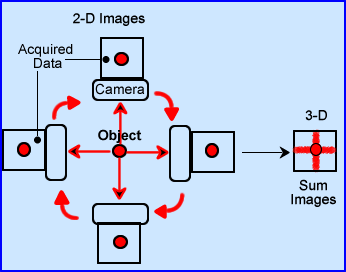 2-D Images
Acquired
Data
Camera
Object
3-D
Sum
Images